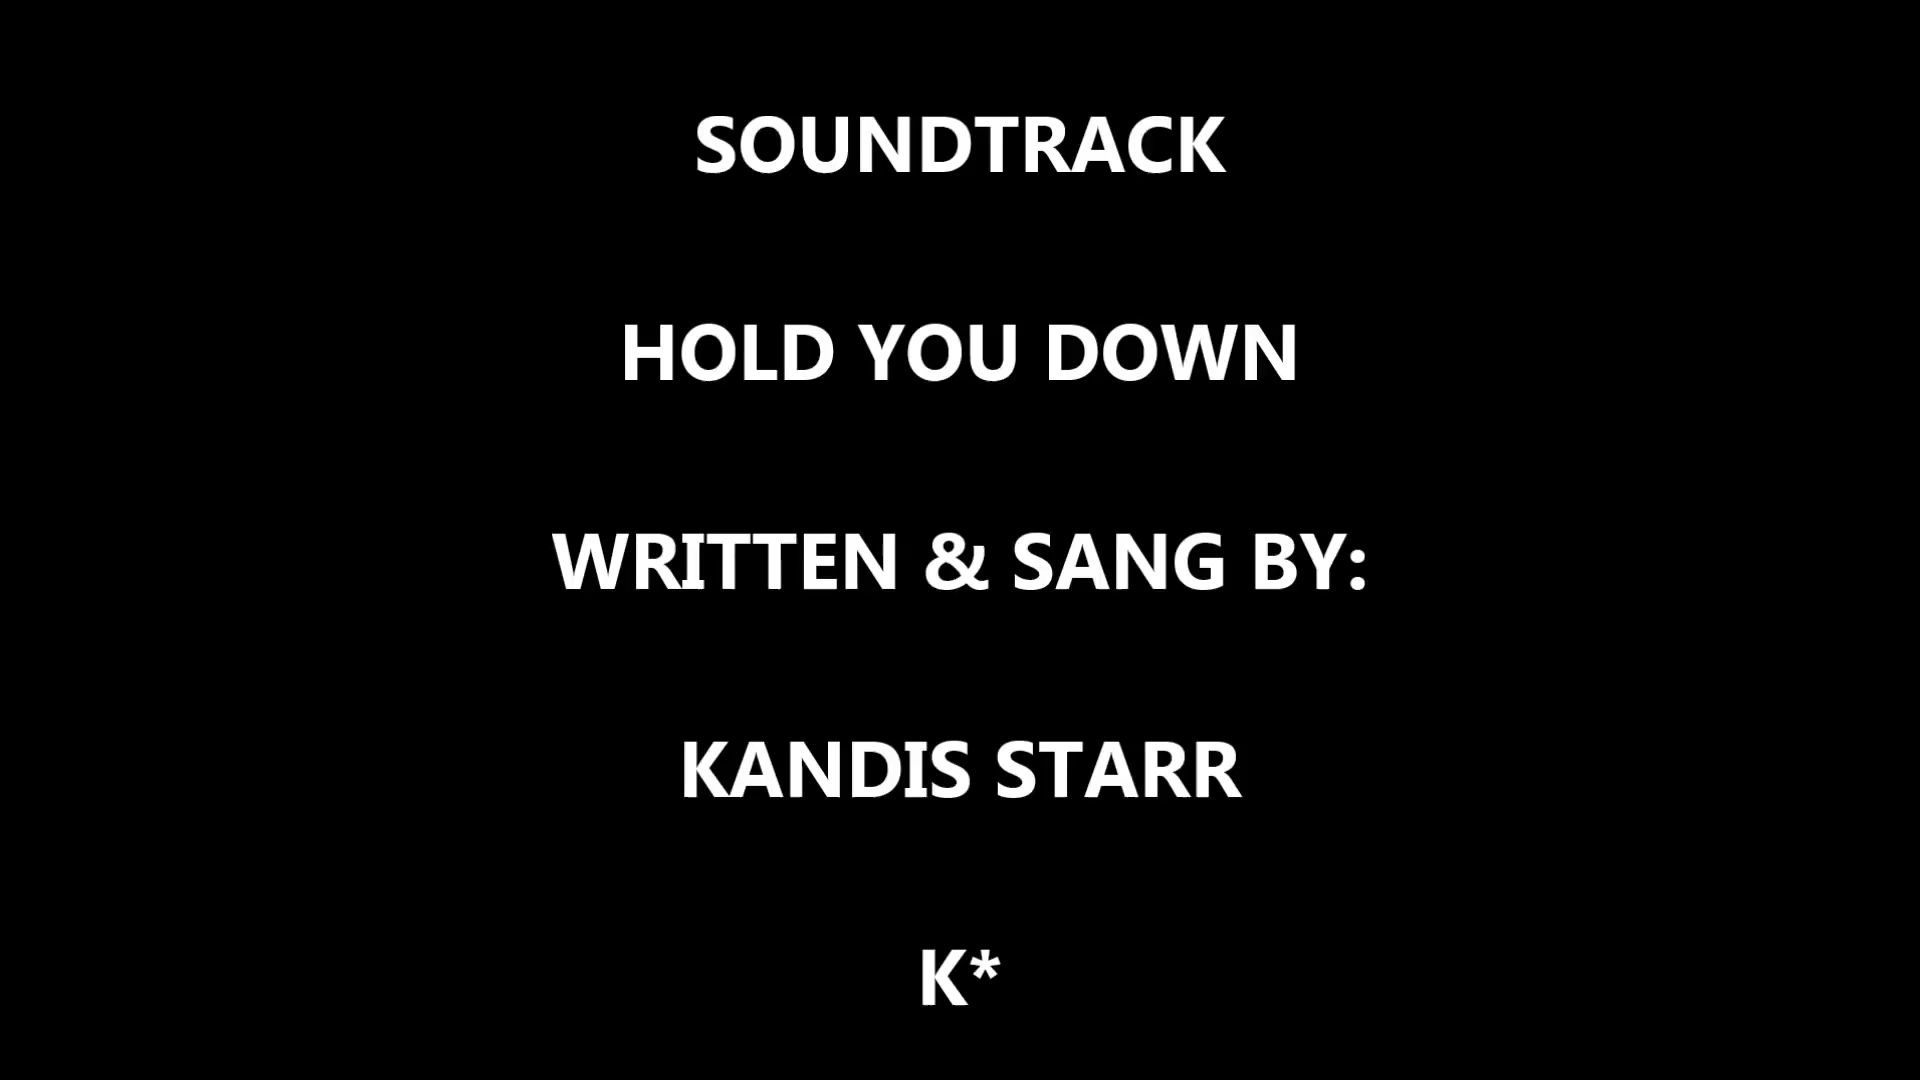 SOUNDTRACK
HOLD YOU DOWN
WRITTEN & SANG BY:
KANDIS STARR
K*